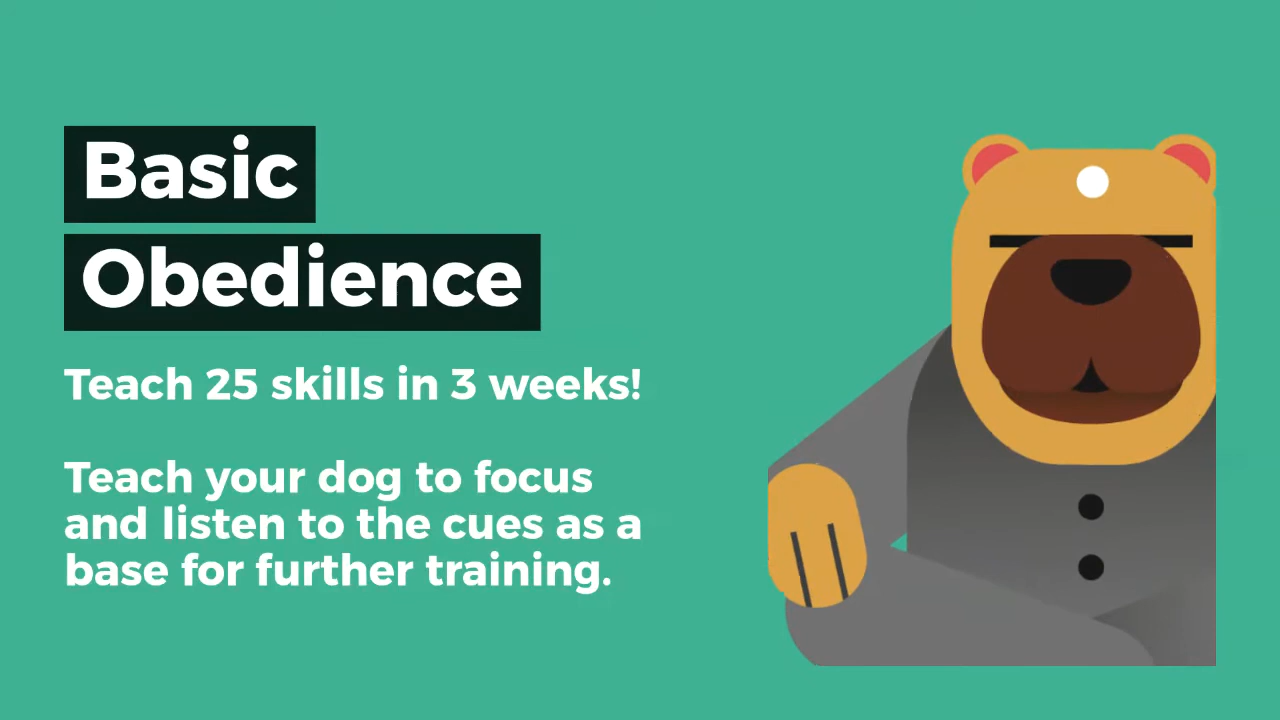 Basic
Obedience
Teach 25 skills in 3 weeks!
Teach your dog to focus
and listen to the cues as a
base for further training.